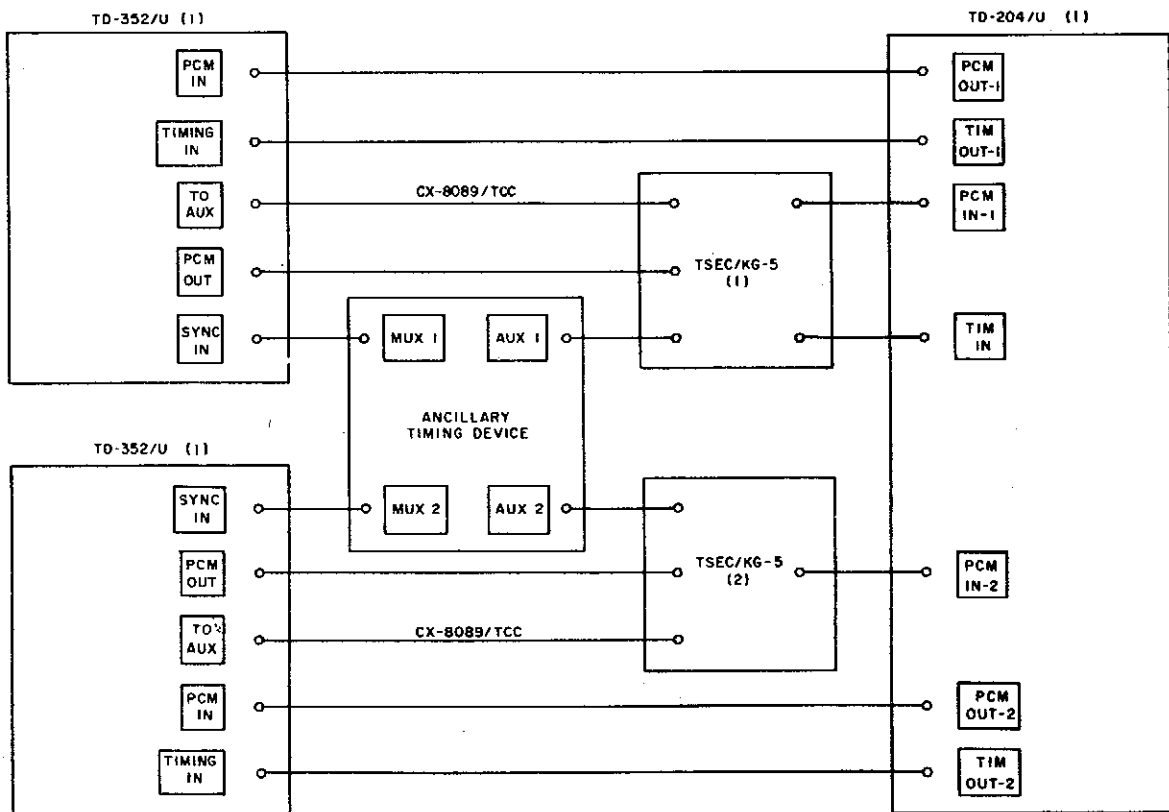 TD-352/U (1)
TD-204/U (1)
PCM
IN
PCM
OUT-1
TIMING
IN
TIM
OUT-1
TO
AUX
CX-8089/TCC
PCM
IN-1
PCM
OUT
TSEC/KG-5
(1)
SYNC
IN
MUX 1
AUX 1
TIM
IN
ANCILLARY
TIMING DEVICE
TD-352/U (1)
SYNC
IN
MUX 2
AUX 2
PCM
OUT
TSEC/KG-5
(2)
PCM
IN-2
TO
AUX
CX-8089/TCC
PCM
IN
PCM
OUT-2
TIMING
IN
TIM
OUT-2